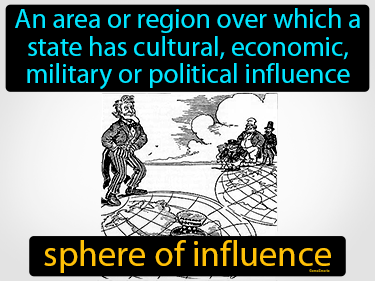 An area or region over which a
state has cultural, economic,
military or political influence
sphere of influence